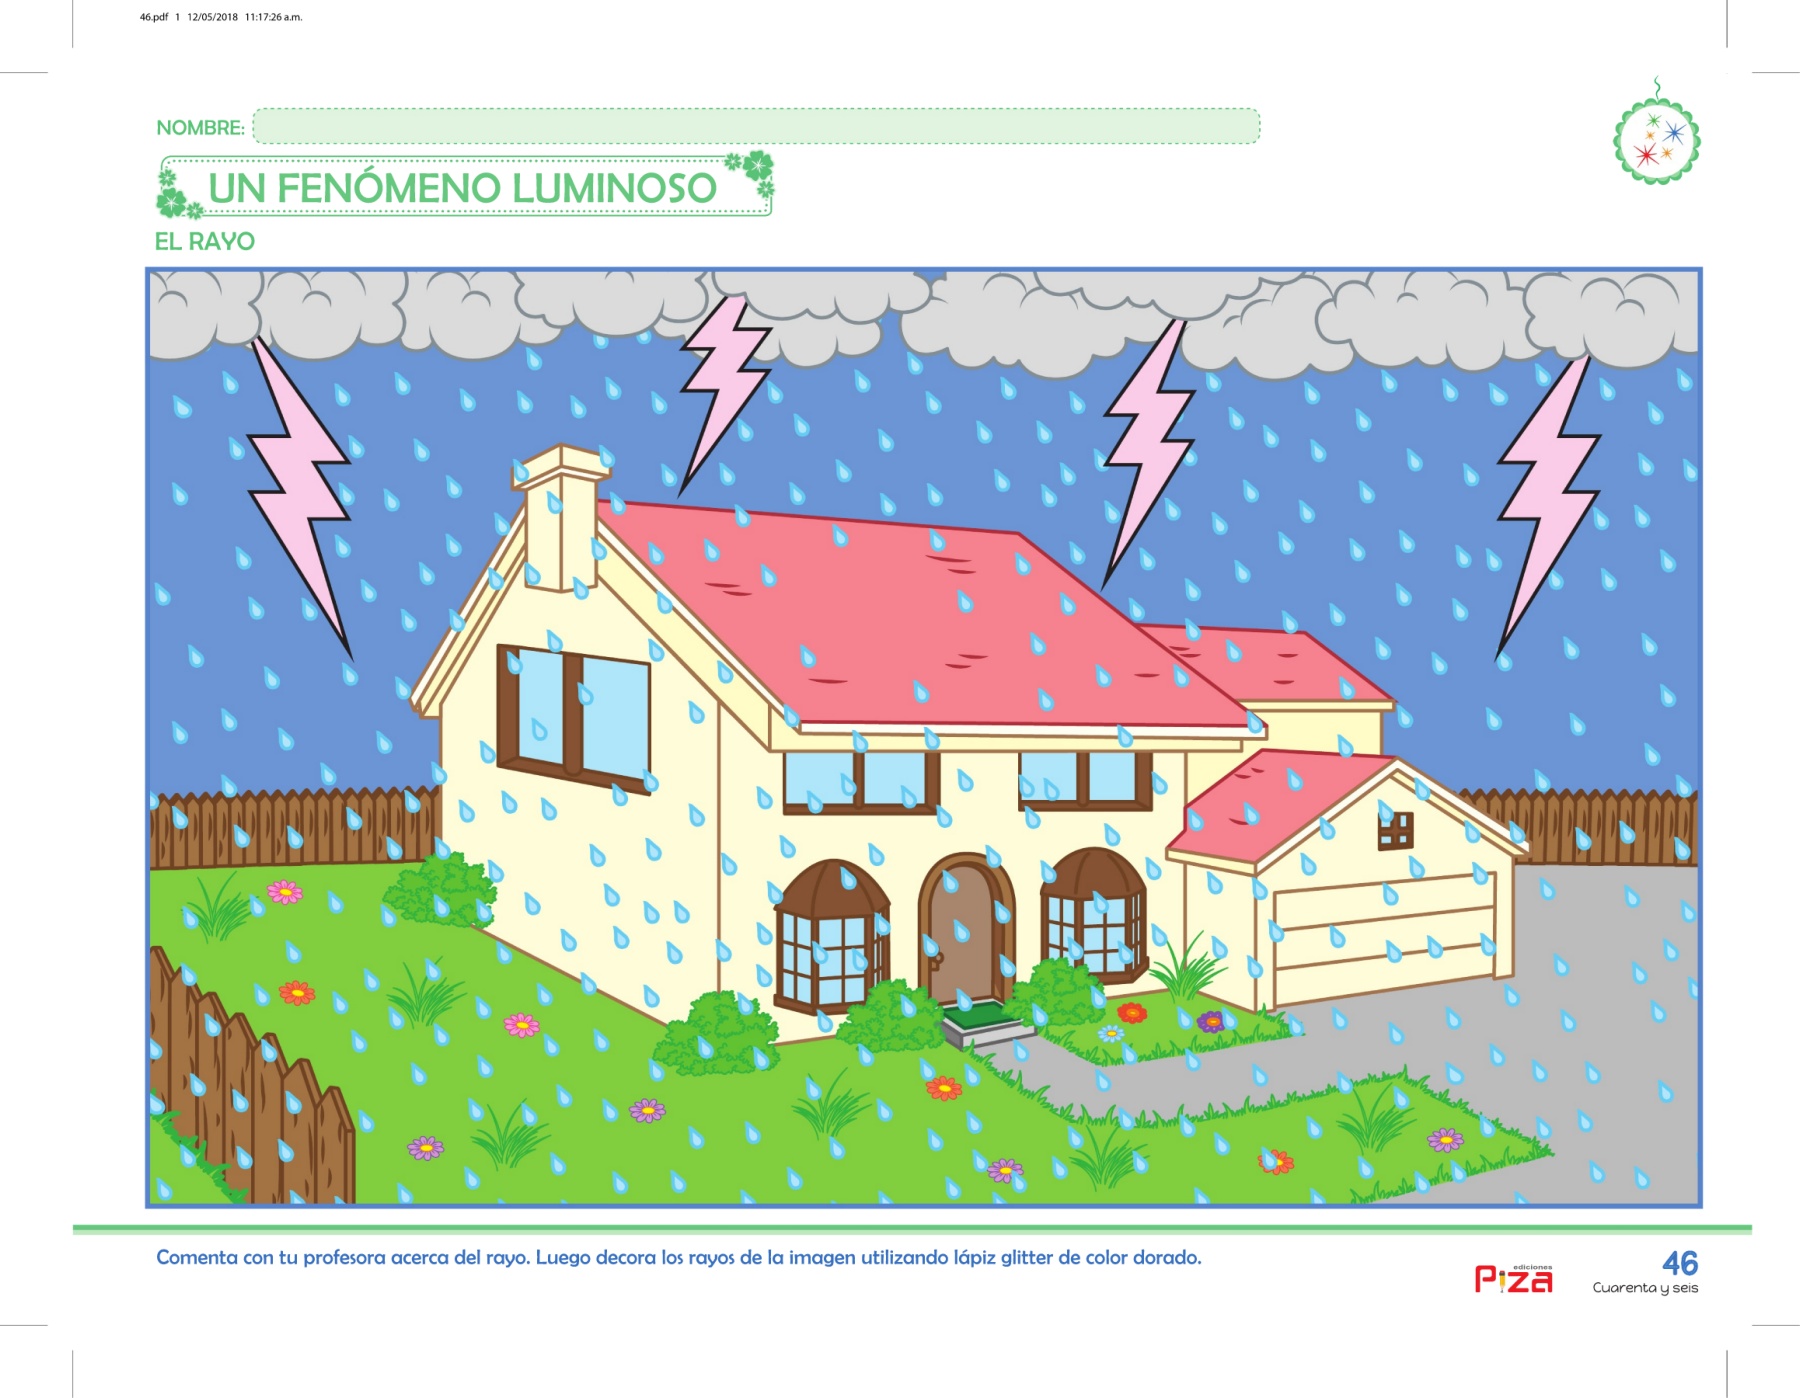 46.pdf 1 12/05/2018 11:17:26 a.m.
NOMBRE:
UN FENÓMENO LUMINOSO
EL RAYO
Comenta con tu profesora acerca del rayo. Luego decora los rayos de la imagen utilizando lápiz glitter de color dorado.
ediciones
Piza
46
Cuarenta y seis